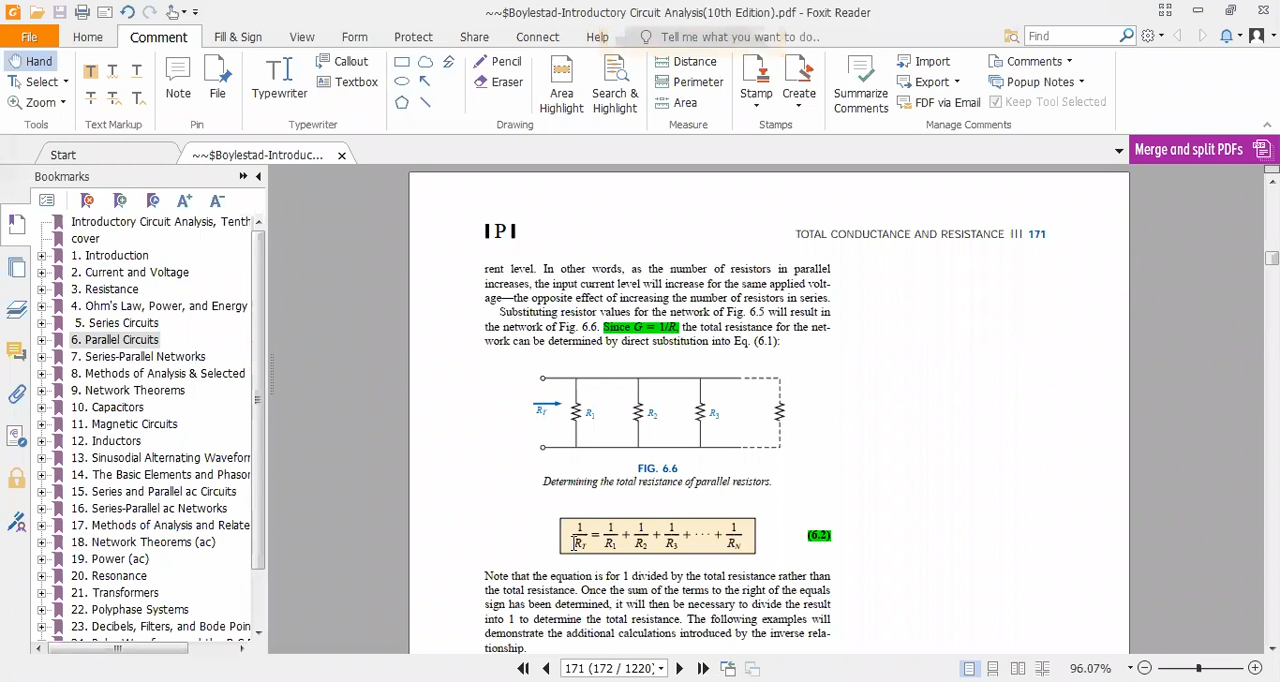 ~~$Boylestad-Introductory Circuit Analysis(10th Edition).pdf - Foxit Reader
File Home Comment Fill & Sign View Form Protect Share Connect Help Tell me what you want to do.. Find
Hand Select Zoom
Tools
Text Markup
Note File
Pin
Typewriter Callout Textbox
Typewriter
Pencil Eraser Area Highlight Search & Highlight
Drawing
Distance Perimeter Area
Measure
Stamp Create
Stamps
Summarize Comments Import Export FDF via Email Comments Popup Notes Keep Tool Selected
Manage Comments
Start ~~$Boylestad-Introduc... Merge and split PDFs
Bookmarks
Introductory Circuit Analysis, Tenth
cover
1. Introduction
2. Current and Voltage
3. Resistance
4. Ohm's Law, Power, and Energy
5. Series Circuits
6. Parallel Circuits
7. Series-Parallel Networks
8. Methods of Analysis & Selected
9. Network Theorems
10. Capacitors
11. Magnetic Circuits
12. Inductors
13. Sinusodial Alternating Waveforn
14. The Basic Elements and Phason
15. Series and Parallel ac Circuits
16. Series-Parallel ac Networks
17. Methods of Analysis and Relate
18. Network Theorems (ac)
19. Power (ac)
20. Resonance
21. Transformers
22. Polyphase Systems
23. Decibels, Filters, and Bode Poin
P
TOTAL CONDUCTANCE AND RESISTANCE ||| 171
rent level. In other words, as the number of resistors in parallel
increases, the input current level will increase for the same applied volt-
age—the opposite effect of increasing the number of resistors in series.
Substituting resistor values for the network of Fig. 6.5 will result in
the network of Fig. 6.6. Since G = 1/R, the total resistance for the net-
work can be determined by direct substitution into Eq. (6.1):
R_T R_1 R_2 R_3
FIG. 6.6
Determining the total resistance of parallel resistors.
1/R_T = 1/R_1 + 1/R_2 + 1/R_3 + · · · + 1/R_N (6.2)
Note that the equation is for 1 divided by the total resistance rather than
the total resistance. Once the sum of the terms to the right of the equals
sign has been determined, it will then be necessary to divide the result
into 1 to determine the total resistance. The following examples will
demonstrate the additional calculations introduced by the inverse rela-
tionship.
171 (172 / 1220) 96.07%